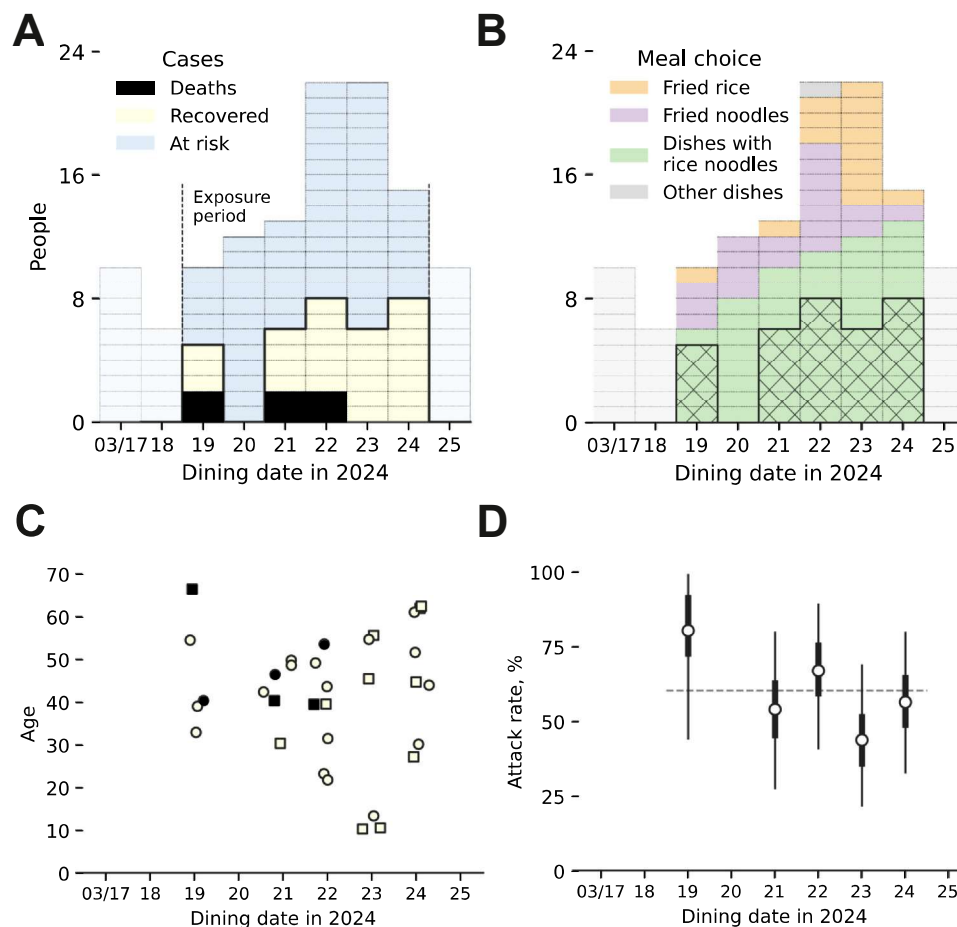 A
24
Cases
Deaths
Recovered
At risk
16
Exposure
period
People
8
0
03/17 18 19 20 21 22 23 24 25
Dining date in 2024
B
24
Meal choice
Fried rice
Fried noodles
Dishes with
rice noodles
Other dishes
16
8
0
03/17 18 19 20 21 22 23 24 25
Dining date in 2024
C
70
60
50
40
30
20
10
0
Age
03/17 18 19 20 21 22 23 24 25
Dining date in 2024
D
100
75
50
25
0
Attack rate, %
03/17 18 19 20 21 22 23 24 25
Dining date in 2024